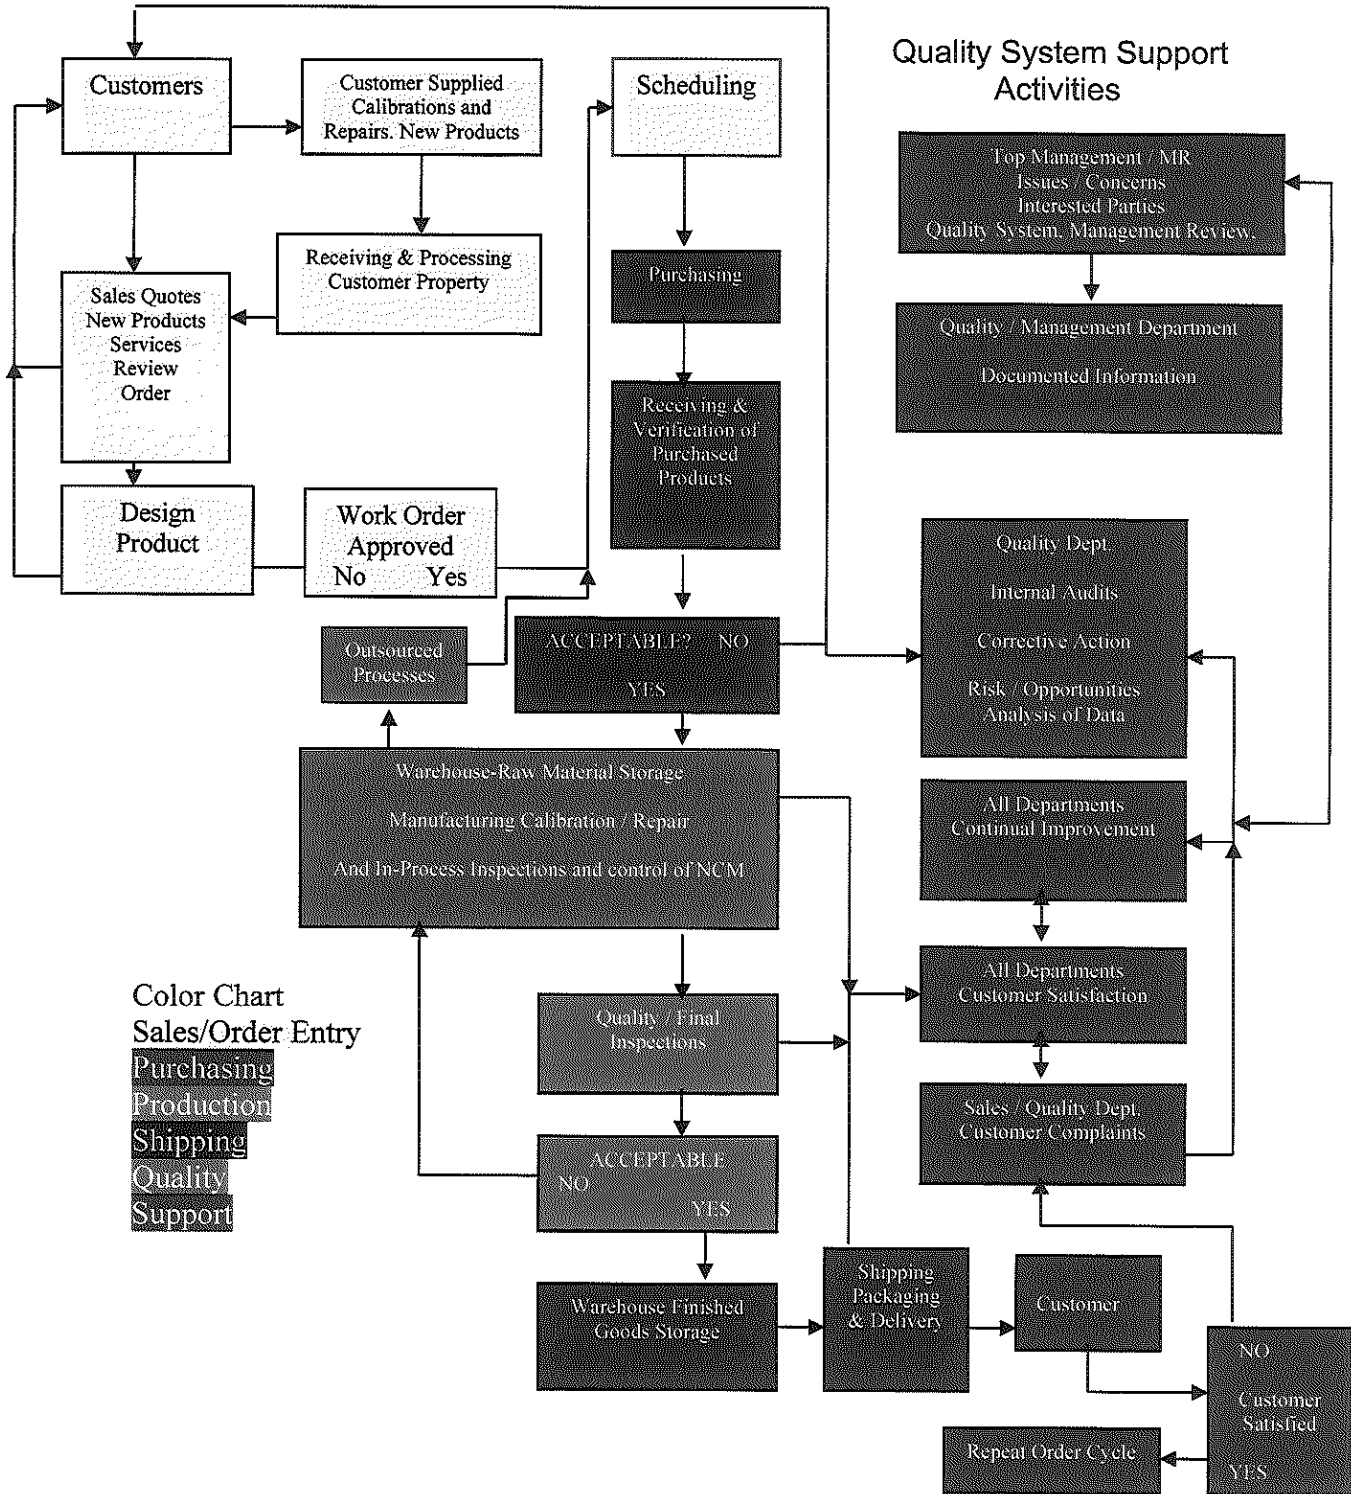 Quality System Support
Activities
Customers
Customer Supplied
Calibrations and
Repairs. New Products
Scheduling
Top Management / MR
Issues / Concerns
Interested Parties
Quality System. Management Review.
Receiving & Processing
Customer Property
Purchasing
Sales Quotes
New Products
Services
Review
Order
Quality / Management Department
Documented Information
Receiving &
Verification of
Purchased
Products
Design
Product
Work Order
Approved
No Yes
Quality Dept.
Internal Audits
Corrective Action
Risk / Opportunities
Analysis of Data
Outsourced
Processes
ACCEPTABLE? NO
YES
Warehouse-Raw Material Storage
Manufacturing Calibration / Repair
And In-Process Inspections and control of NCM
All Departments
Continual Improvement
All Departments
Customer Satisfaction
Color Chart
Sales/Order Entry
Purchasing
Production
Shipping
Quality
Support
Quality / Final
Inspections
Sales / Quality Dept.
Customer Complaints
ACCEPTABLE
NO
YES
Warehouse Finished
Goods Storage
Shipping
Packaging
& Delivery
Customer
NO
Customer
Satisfied
YES
Repeat Order Cycle